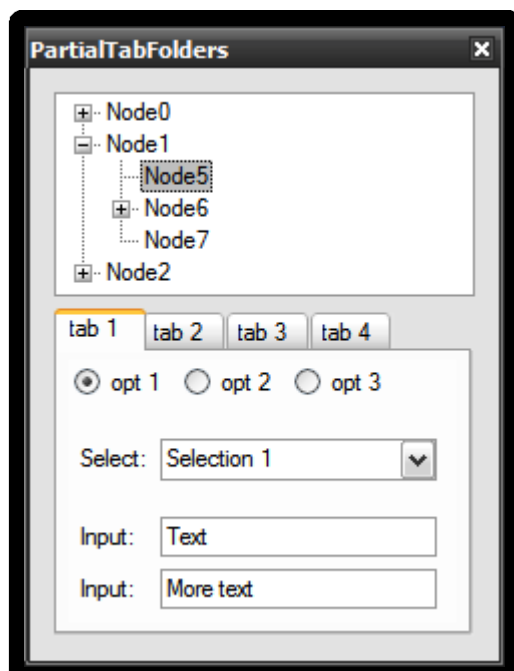 PartialTabFolders
Node0
Node1
Node5
Node6
Node7
Node2
tab 1 tab 2 tab 3 tab 4
opt 1 opt 2 opt 3
Select: Selection 1
Input: Text
Input: More text